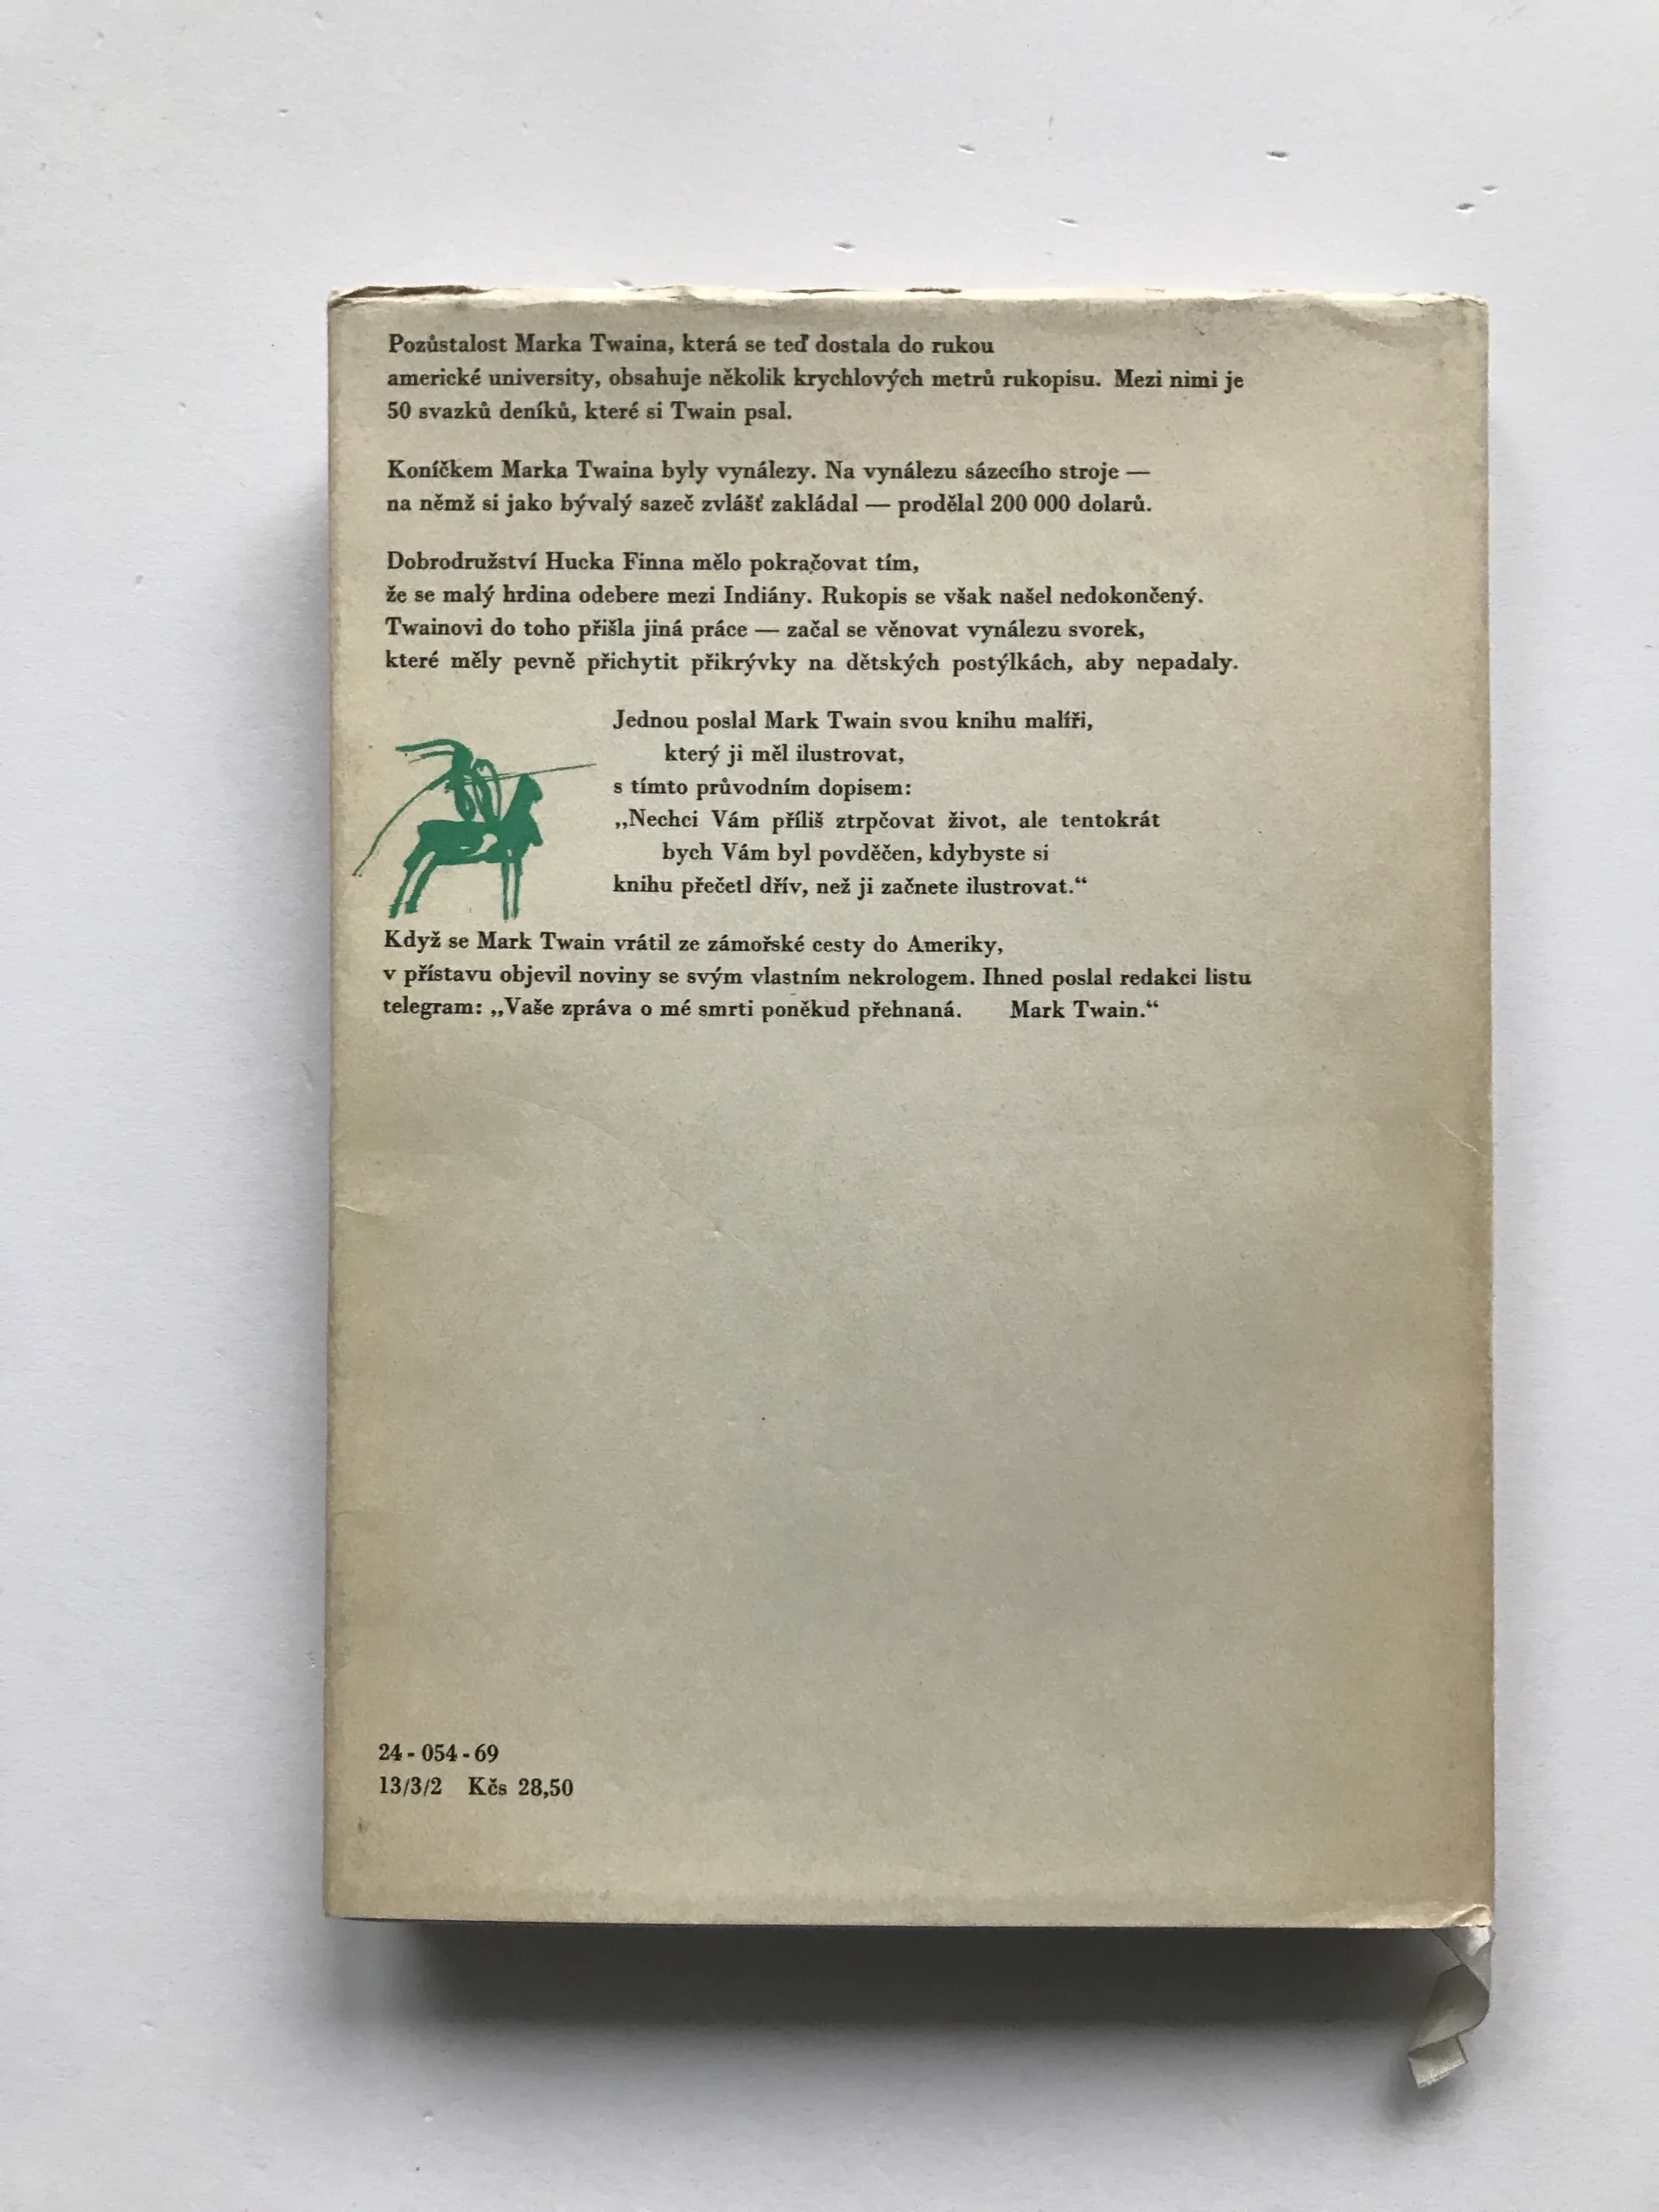 Pozůstalost Marka Twaina, která se teď dostala do rukou
americké university, obsahuje několik krychlových metrů rukopisu. Mezi nimi je
50 svazků deníků, které si Twain psal.
Koníčkem Marka Twaina byly vynálezy. Na vynálezu sázecího stroje —
na němž si jako bývalý sazeč zvlášť zakládal — prodělal 200 000 dolarů.
Dobrodružství Hucka Finna mělo pokračovat tím,
že se malý hrdina odebere mezi Indiány. Rukopis se však našel nedokončený.
Twainovi do toho přišla jiná práce — začal se věnovat vynálezu svorek,
které měly pevně přichytit přikrývky na dětských postýlkách, aby nepadaly.
Jednou poslal Mark Twain svou knihu malíři,
který ji měl ilustrovat,
s tímto průvodním dopisem:
„Nechci Vám příliš ztrpčovat život, ale tentokrát
bych Vám byl povděčen, kdybyste si
knihu přečetl dřív, než ji začnete ilustrovat.“
Když se Mark Twain vrátil ze zámořské cesty do Ameriky,
v přístavu objevil noviny se svým vlastním nekrologem. Ihned poslal redakci listu
telegram: „Vaše zpráva o mé smrti poněkud přehnaná. Mark Twain.“
24 - 054 - 69
13/3/2 Kčs 28,50